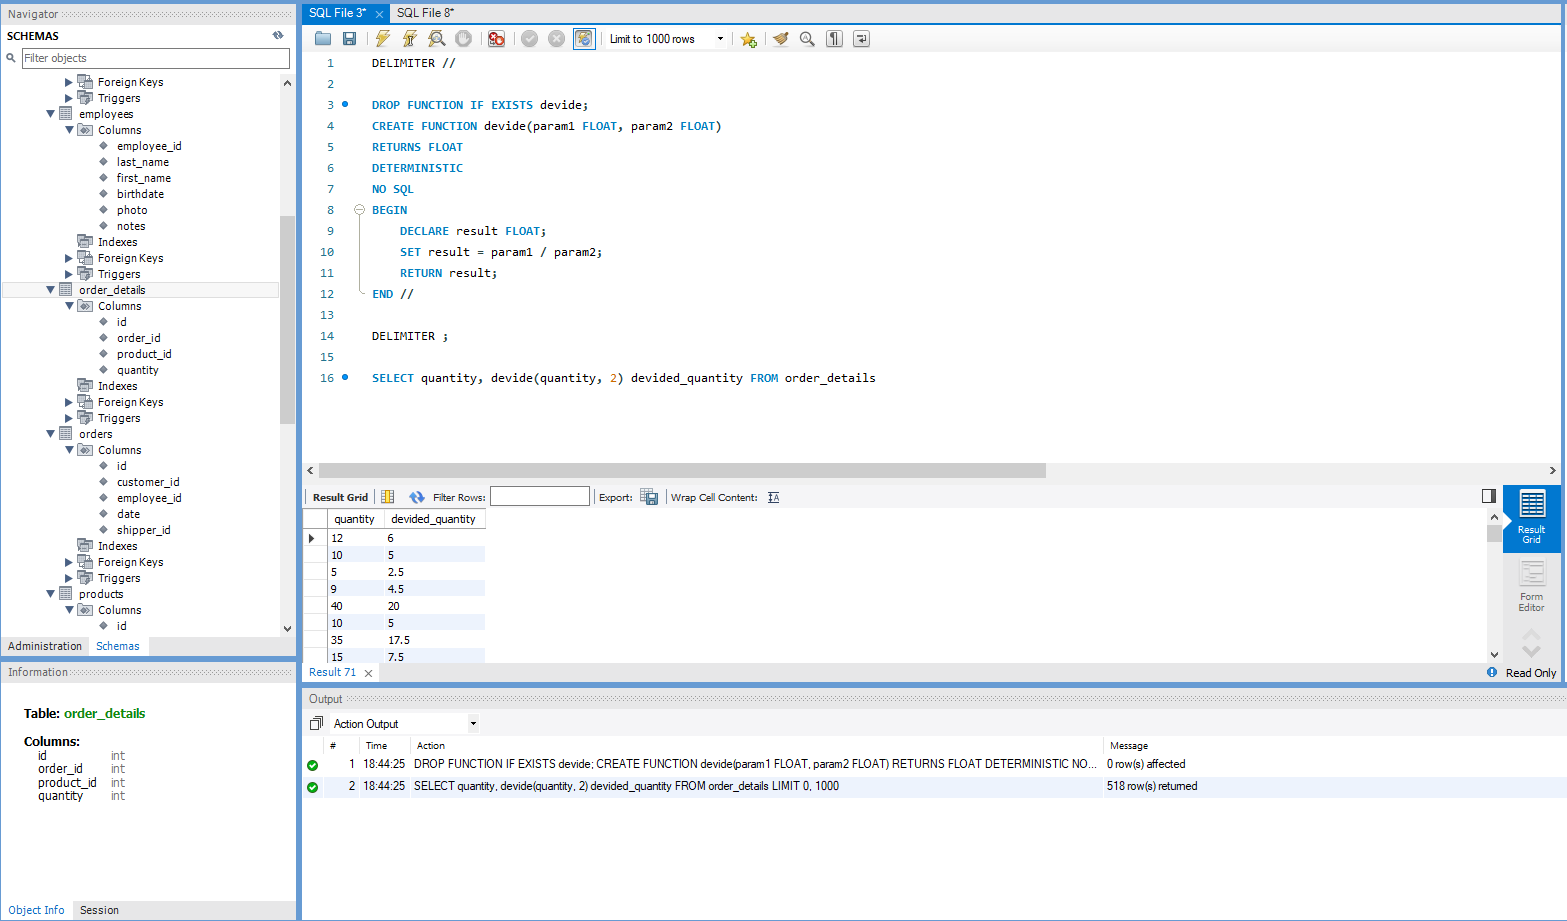 Navigator
SCHEMAS
Filter objects
Foreign Keys
Triggers
employees
Columns
employee_id
last_name
first_name
birthdate
photo
notes
Indexes
Foreign Keys
Triggers
order_details
Columns
id
order_id
product_id
quantity
Indexes
Foreign Keys
Triggers
orders
Columns
id
customer_id
employee_id
date
shipper_id
Indexes
Foreign Keys
Triggers
products
Columns
id
Administration Schemas
Information
Table: order_details
Columns:
id int
order_id int
product_id int
quantity int
Object Info Session
SQL File 3* SQL File 8*
Limit to 1000 rows
1 DELIMITER //
2
3 DROP FUNCTION IF EXISTS devide;
4 CREATE FUNCTION devide(param1 FLOAT, param2 FLOAT)
5 RETURNS FLOAT
6 DETERMINISTIC
7 NO SQL
8 BEGIN
9 DECLARE result FLOAT;
10 SET result = param1 / param2;
11 RETURN result;
12 END //
13
14 DELIMITER ;
15
16 SELECT quantity, devide(quantity, 2) devided_quantity FROM order_details
Result Grid Filter Rows: Export: Wrap Cell Content:
quantity devided_quantity
12 6
10 5
5 2.5
9 4.5
40 20
10 5
35 17.5
15 7.5
Result Grid
Form Editor
Result 71 Read Only
Output
Action Output
# Time Action Message
1 18:44:25 DROP FUNCTION IF EXISTS devide; CREATE FUNCTION devide(param1 FLOAT, param2 FLOAT) RETURNS FLOAT DETERMINISTIC NO... 0 row(s) affected
2 18:44:25 SELECT quantity, devide(quantity, 2) devided_quantity FROM order_details LIMIT 0, 1000 518 row(s) returned